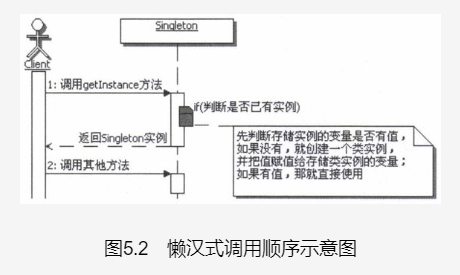 Singleton
Client
1: 调用getInstance方法
if(判断是否已有实例)
返回Singleton实例
先判断存储实例的变量是否有值，
如果没有，就创建一个类实例，
并把值赋值给存储类实例的变量；
如果有值，那就直接使用
2: 调用其他方法
图5.2 懒汉式调用顺序示意图